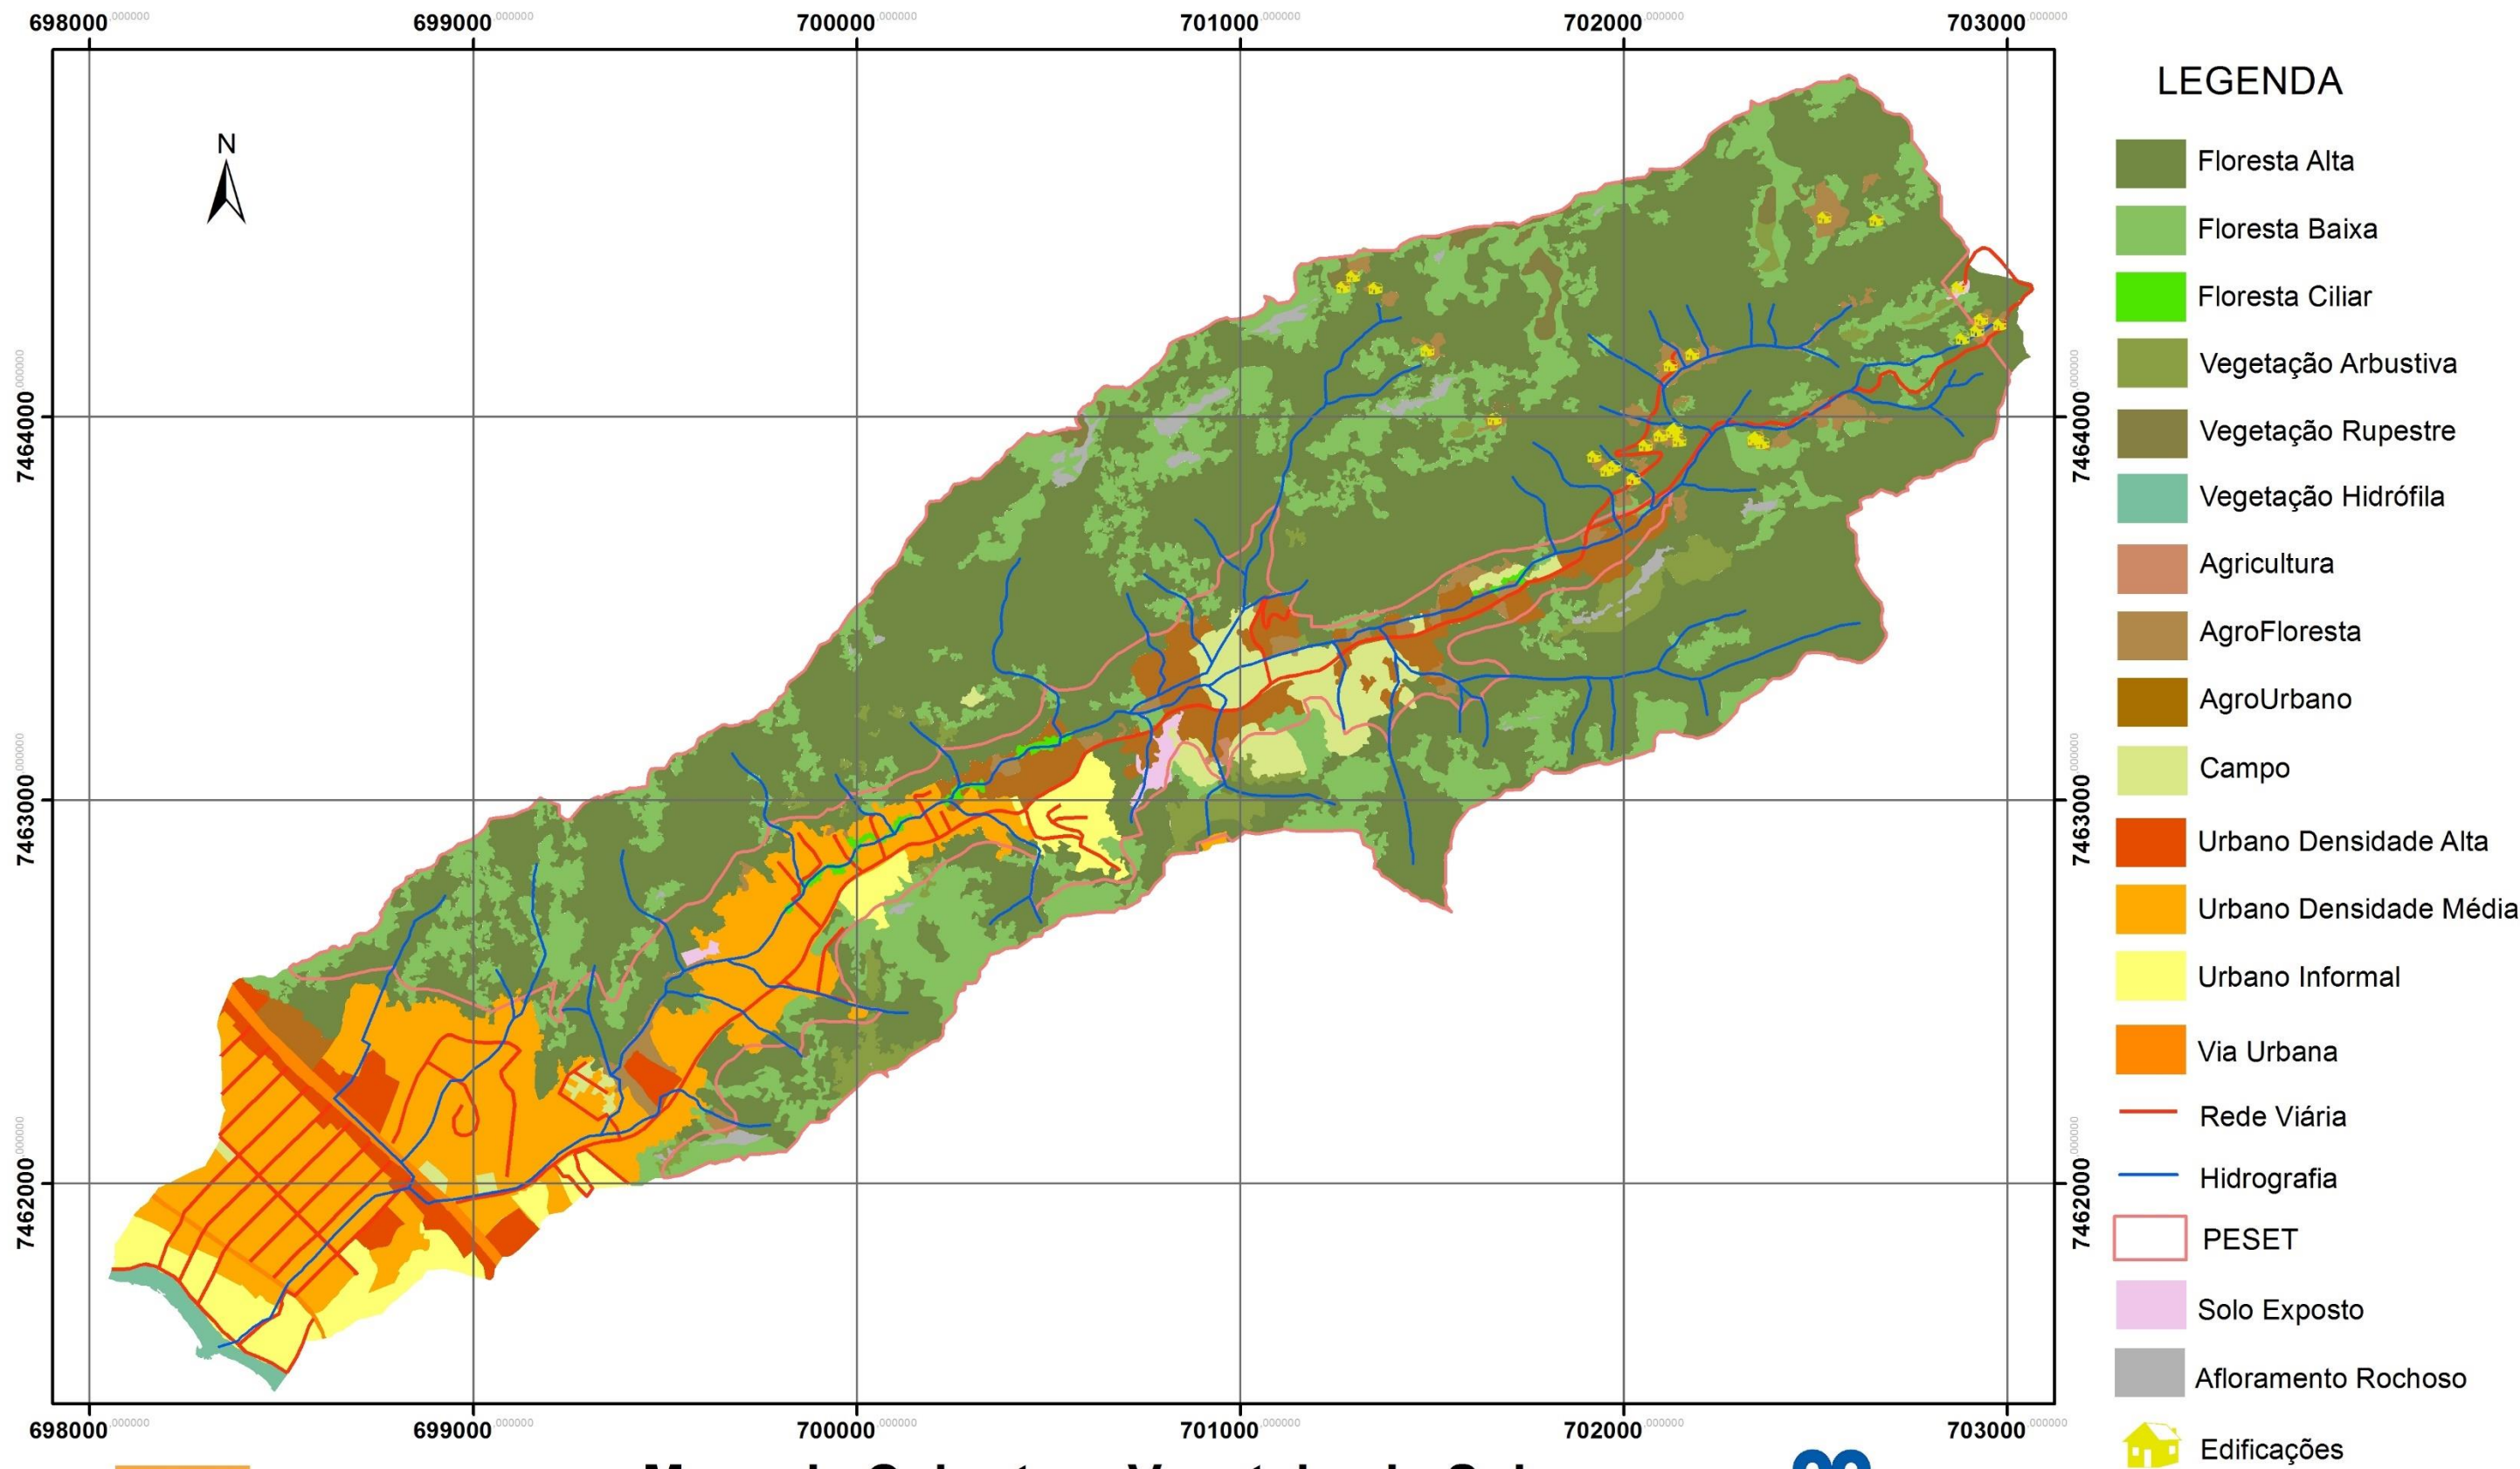 698000.000000 699000.000000 700000.000000 701000.000000 702000.000000 703000.000000
N
7464000.000000
7463000.000000
7462000.000000
7464000.000000
7463000.000000
7462000.000000
698000.000000 699000.000000 700000.000000 701000.000000 702000.000000 703000.000000
LEGENDA
Floresta Alta
Floresta Baixa
Floresta Ciliar
Vegetação Arbustiva
Vegetação Rupestre
Vegetação Hidrófila
Agricultura
AgroFloresta
AgroUrbano
Campo
Urbano Densidade Alta
Urbano Densidade Média
Urbano Informal
Via Urbana
Rede Viária
Hidrografia
PESET
Solo Exposto
Afloramento Rochoso
Edificações